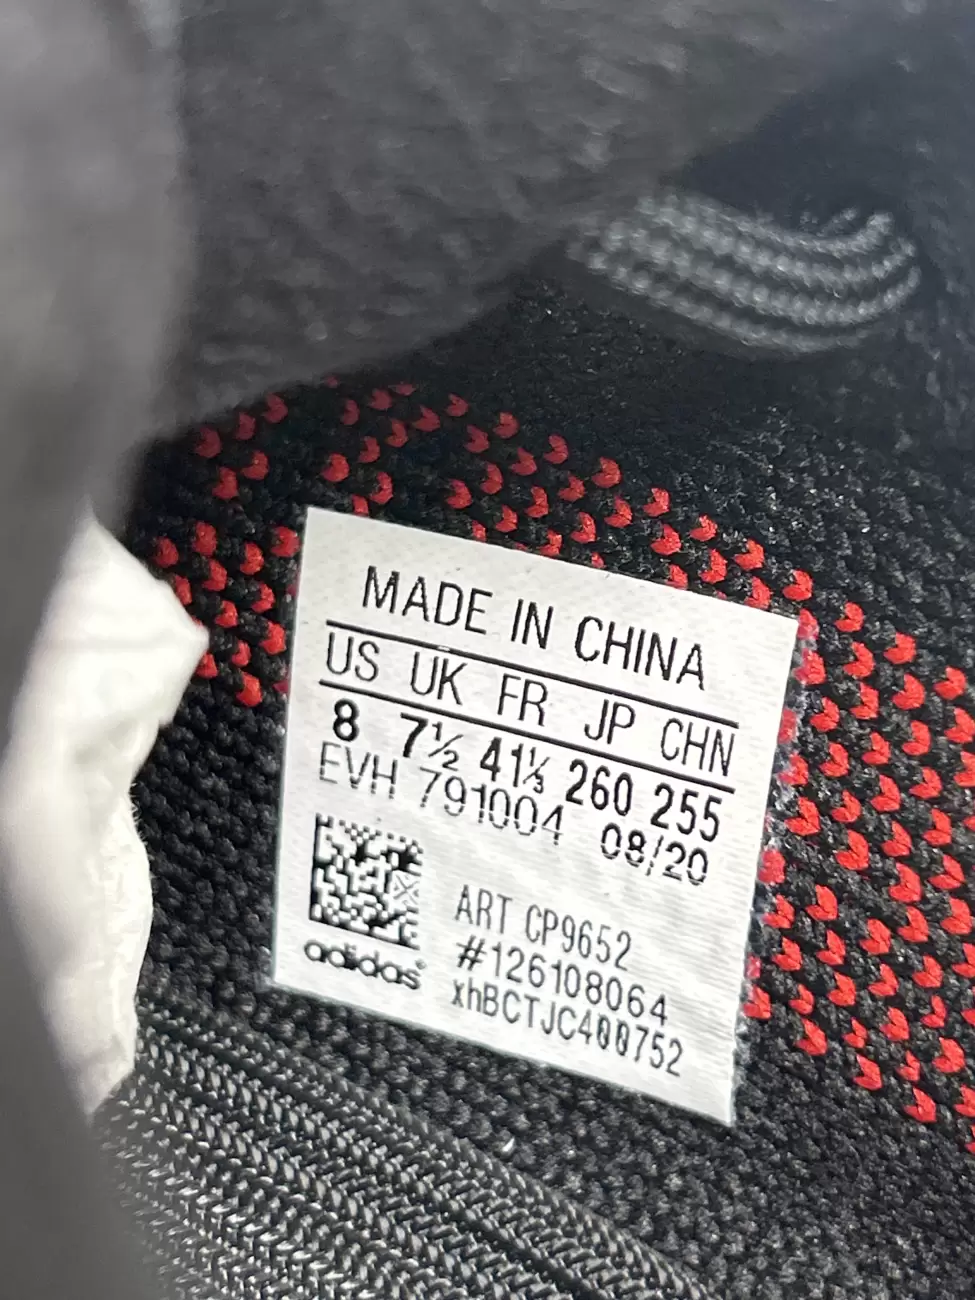 MADE IN CHINA
US UK FR JP CHN
8 7½ 41⅓ 260 255
EVH 791004 08/20
ART CP9652
#126108064
xhBCTJC400752
adidas®